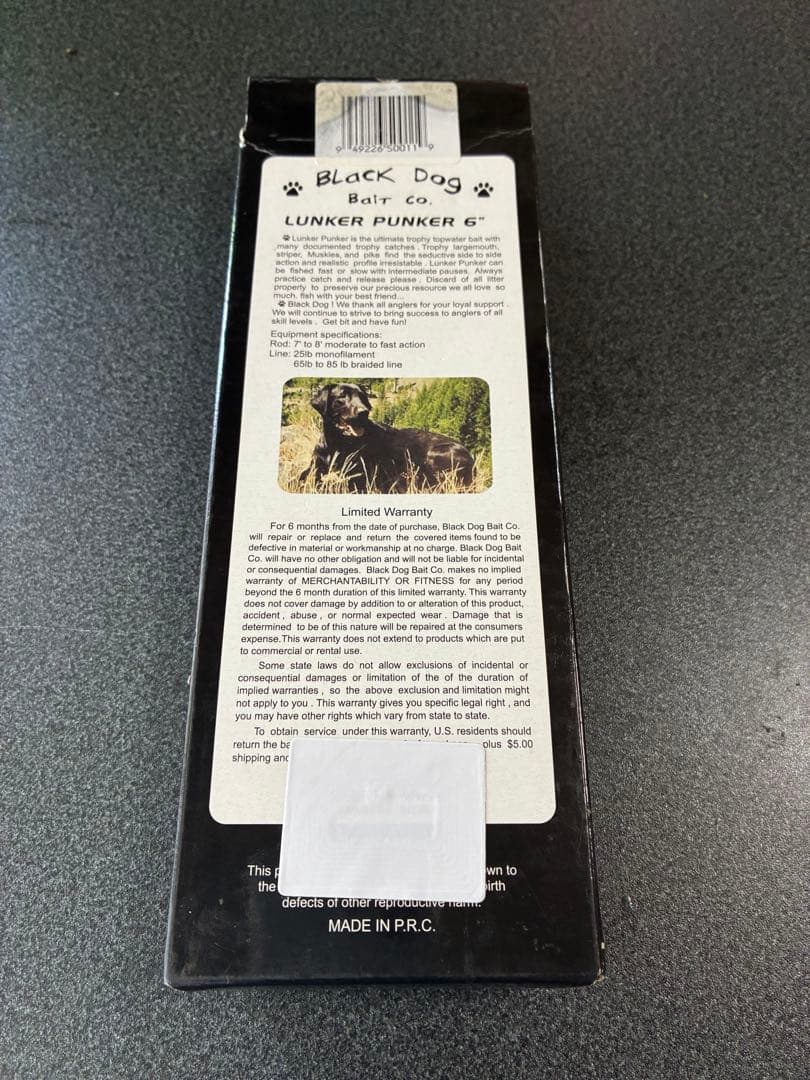 9 49226 50011 9
BLacK Dog
Bait co.
LUNKER PUNKER 6"
Lunker Punker is the ultimate trophy topwater bait with
many documented trophy catches . Trophy largemouth,
striper, Muskies, and pike find the seductive side to side
action and realistic profile irresistable . Lunker Punker can
be fished fast or slow with intermediate pauses. Always
practice catch and release please . Discard of all litter
properly to preserve our precious resource we all love so
much. fish with your best friend...
Black Dog ! We thank all anglers for your loyal support .
We will continue to strive to bring success to anglers of all
skill levels . Get bit and have fun!
Equipment specifications:
Rod: 7' to 8' moderate to fast action
Line: 25lb monofilament
65lb to 85 lb braided line
Limited Warranty
For 6 months from the date of purchase, Black Dog Bait Co.
will repair or replace and return the covered items found to be
defective in material or workmanship at no charge. Black Dog Bait
Co. will have no other obligation and will not be liable for incidental
or consequential damages. Black Dog Bait Co. makes no implied
warranty of MERCHANTABILITY OR FITNESS for any period
beyond the 6 month duration of this limited warranty. This warranty
does not cover damage by addition to or alteration of this product,
accident , abuse , or normal expected wear . Damage that is
determined to be of this nature will be repaired at the consumers
expense.This warranty does not extend to products which are put
to commercial or rental use.
Some state laws do not allow exclusions of incidental or
consequential damages or limitation of the of the duration of
implied warranties , so the above exclusion and limitation might
not apply to you . This warranty gives you specific legal right , and
you may have other rights which vary from state to state.
To obtain service under this warranty, U.S. residents should
return the plus $5.00
shipping
This
the
defects of other reproductive harm.
MADE IN P.R.C.